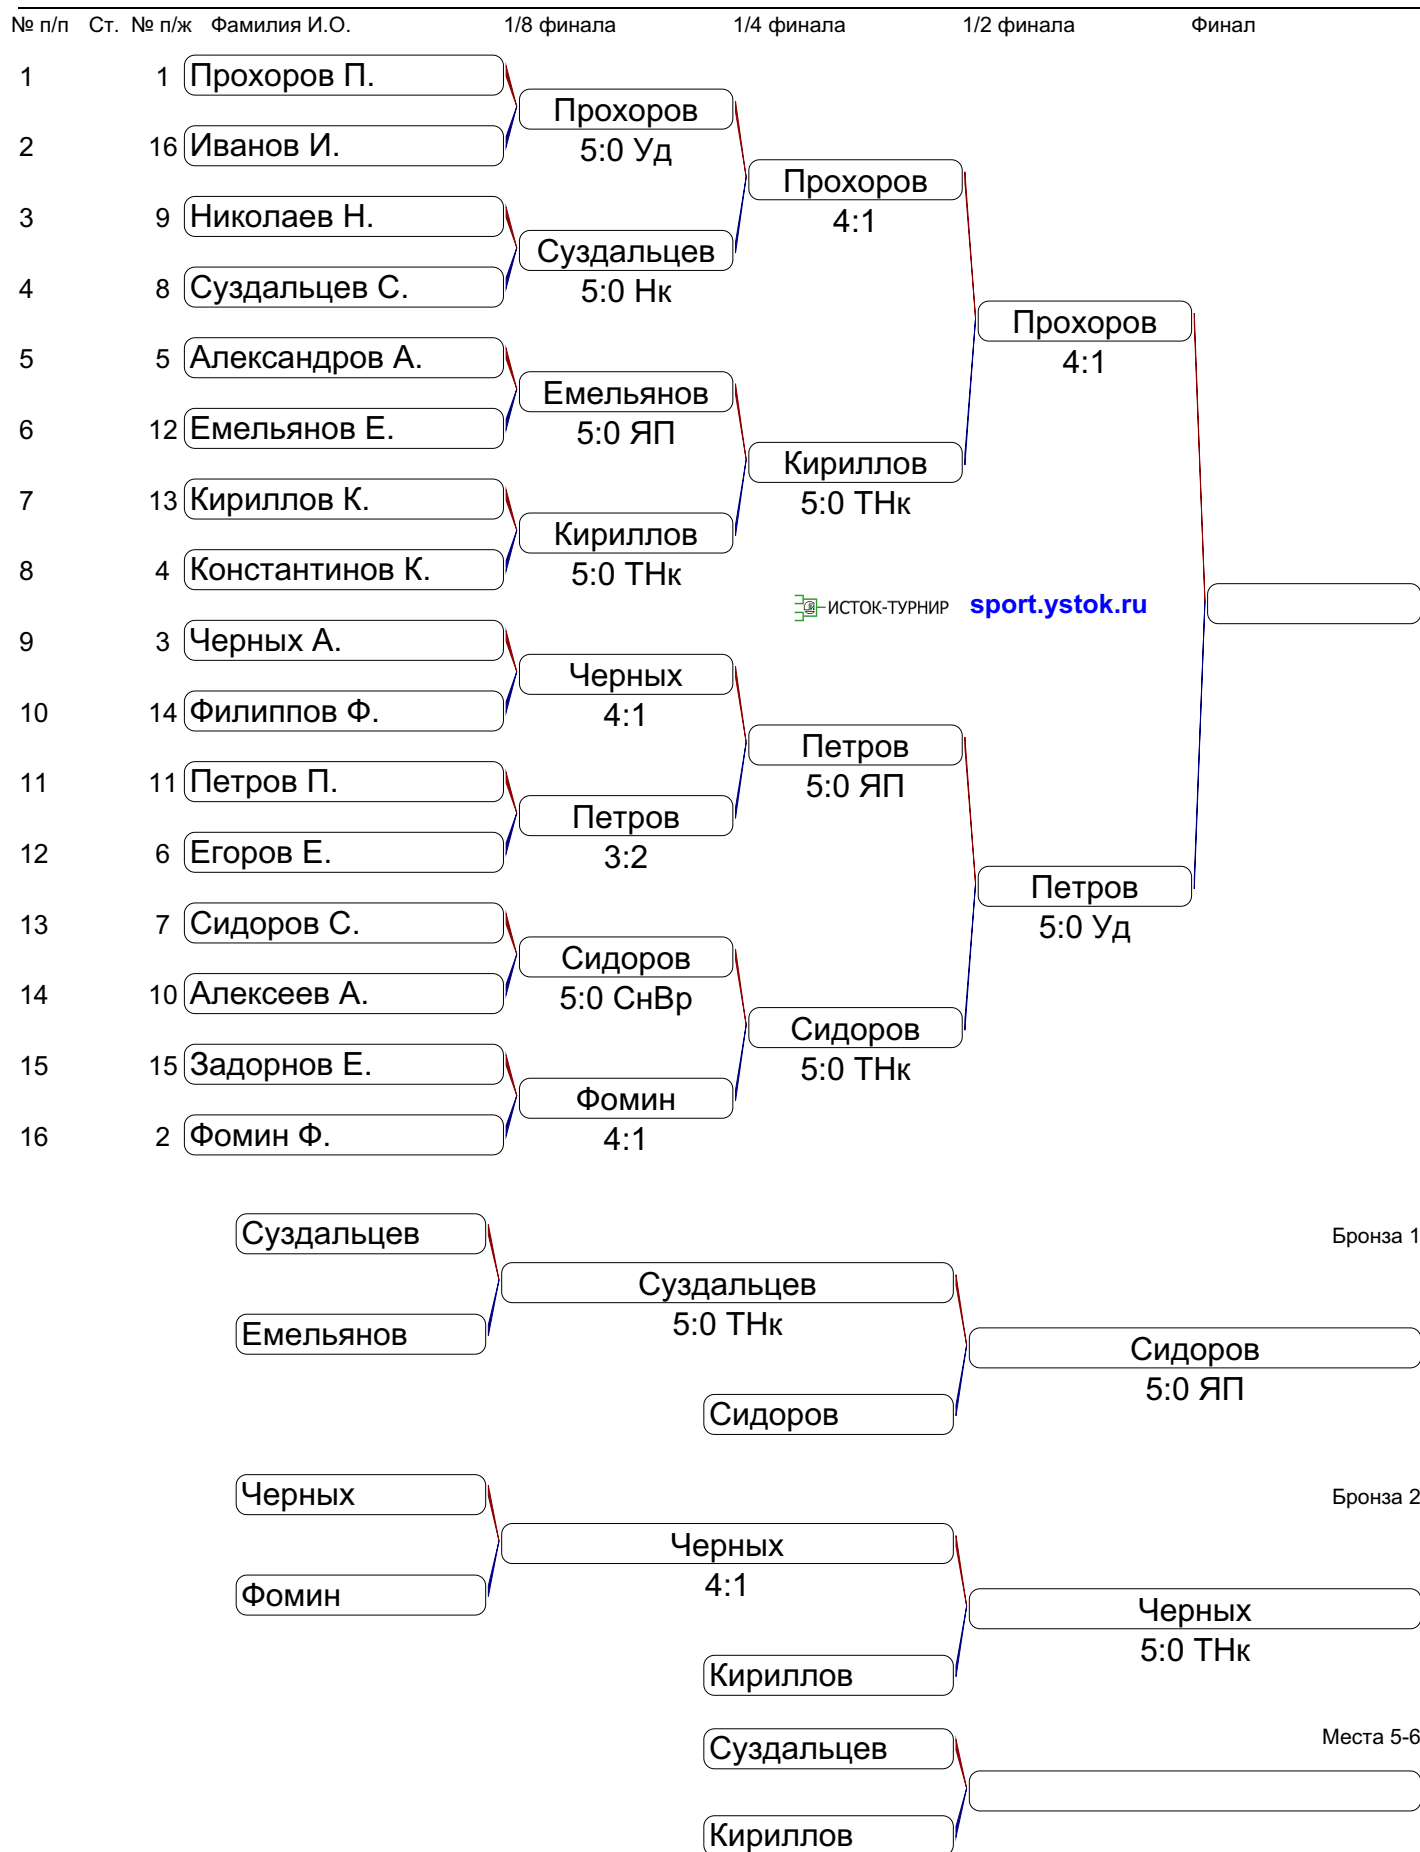 № п/п Ст. № п/ж Фамилия И.О. 1/8 финала 1/4 финала 1/2 финала Финал
1 1 Прохоров П.
Прохоров
2 16 Иванов И. 5:0 Уд
Прохоров
3 9 Николаев Н. 4:1
Суздальцев
4 8 Суздальцев С. 5:0 Нк
Прохоров
5 5 Александров А. 4:1
Емельянов
6 12 Емельянов Е. 5:0 ЯП
Кириллов
7 13 Кириллов К. 5:0 ТНк
Кириллов
8 4 Константинов К. 5:0 ТНк
ИСТОК-ТУРНИР sport.ystok.ru
9 3 Черных А.
Черных
10 14 Филиппов Ф. 4:1
Петров
11 11 Петров П. 5:0 ЯП
Петров
12 6 Егоров Е. 3:2
Петров
13 7 Сидоров С. 5:0 Уд
Сидоров
14 10 Алексеев А. 5:0 СнВр
Сидоров
15 15 Задорнов Е. 5:0 ТНк
Фомин
16 2 Фомин Ф. 4:1
Суздальцев Бронза 1
Суздальцев
Емельянов 5:0 ТНк
Сидоров
5:0 ЯП
Сидоров
Черных Бронза 2
Черных
Фомин 4:1
Черных
5:0 ТНк
Кириллов
Суздальцев Места 5-6
Кириллов